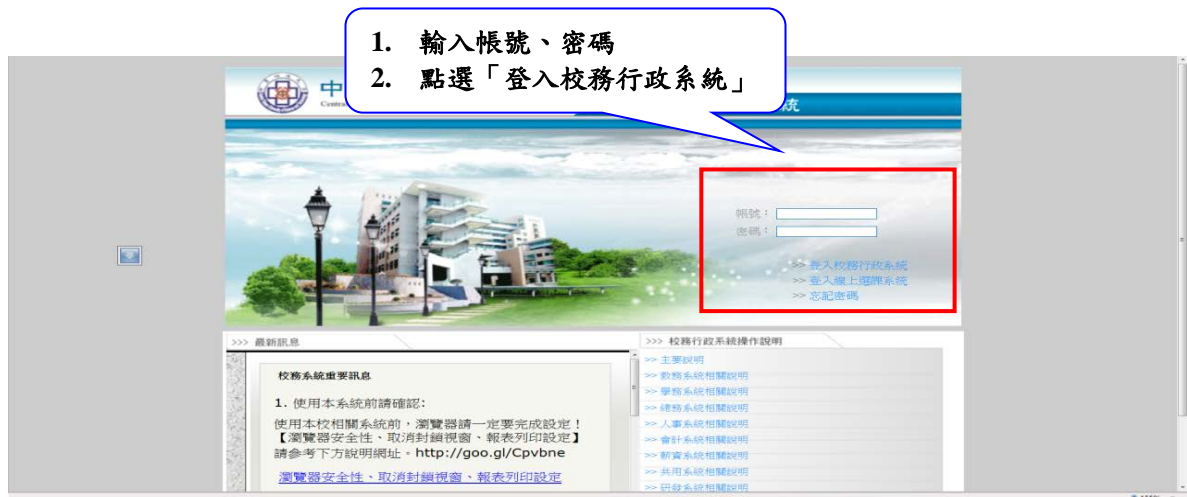 1. 輸入帳號、密碼
2. 點選「登入校務行政系統」
中
Centra
統
帳號：
密碼：
>> 登入校務行政系統
>> 登入線上選課系統
>> 忘記密碼
>>> 最新訊息
校務系統重要訊息
1. 使用本系統前請確認:
使用本校相關系統前，瀏覽器請一定要完成設定！
【瀏覽器安全性、取消封鎖視窗、報表列印設定】
請參考下方說明網址。http://goo.gl/Cpvbne
瀏覽器安全性、取消封鎖視窗、報表列印設定
>>> 校務行政系統操作說明
>> 主要說明
>> 教務系統相關說明
>> 學務系統相關說明
>> 總務系統相關說明
>> 人事系統相關說明
>> 會計系統相關說明
>> 薪資系統相關說明
>> 共用系統相關說明
>> 研發系統相關說明